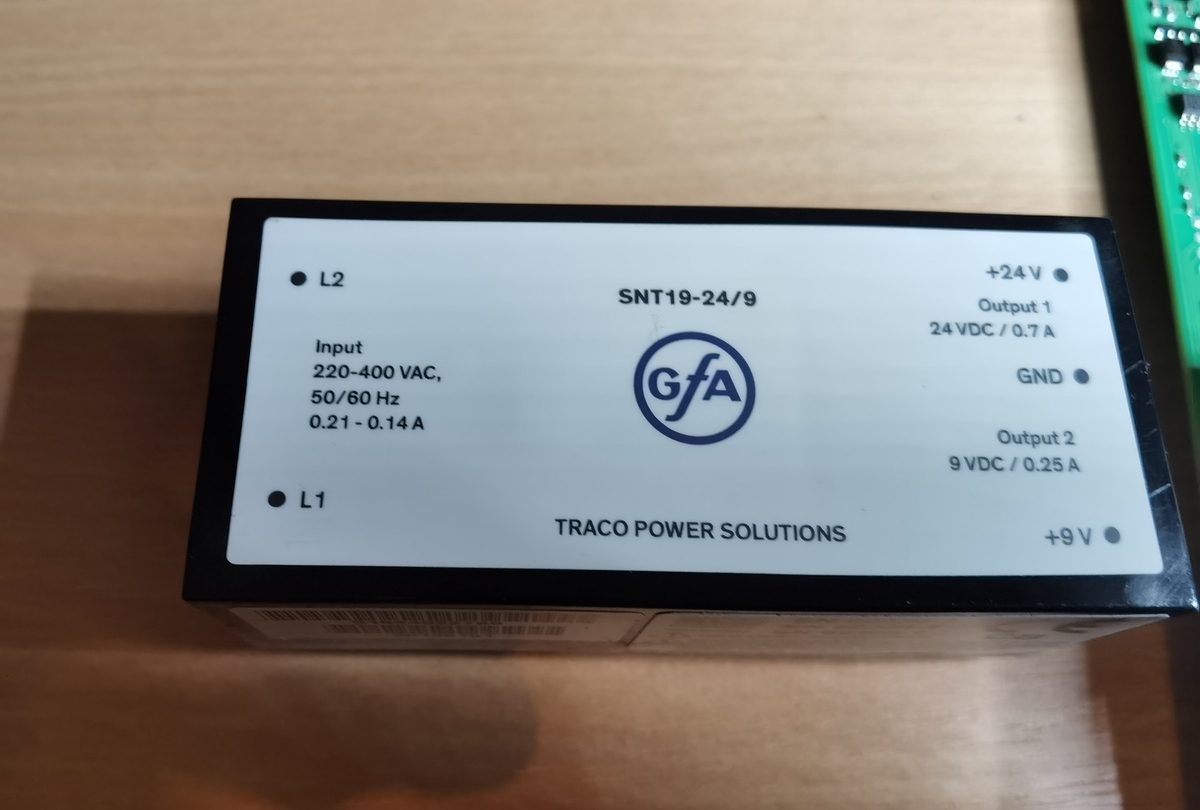 L2
Input
220-400 VAC,
50/60 Hz
0.21 - 0.14 A
L1
SNT19-24/9
GfA
TRACO POWER SOLUTIONS
+24 V
Output 1
24 VDC / 0.7 A
GND
Output 2
9 VDC / 0.25 A
+9 V